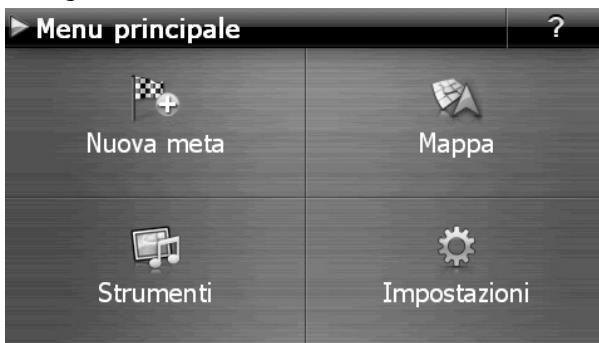 Menu principale ?
Nuova meta
Mappa
Strumenti
Impostazioni